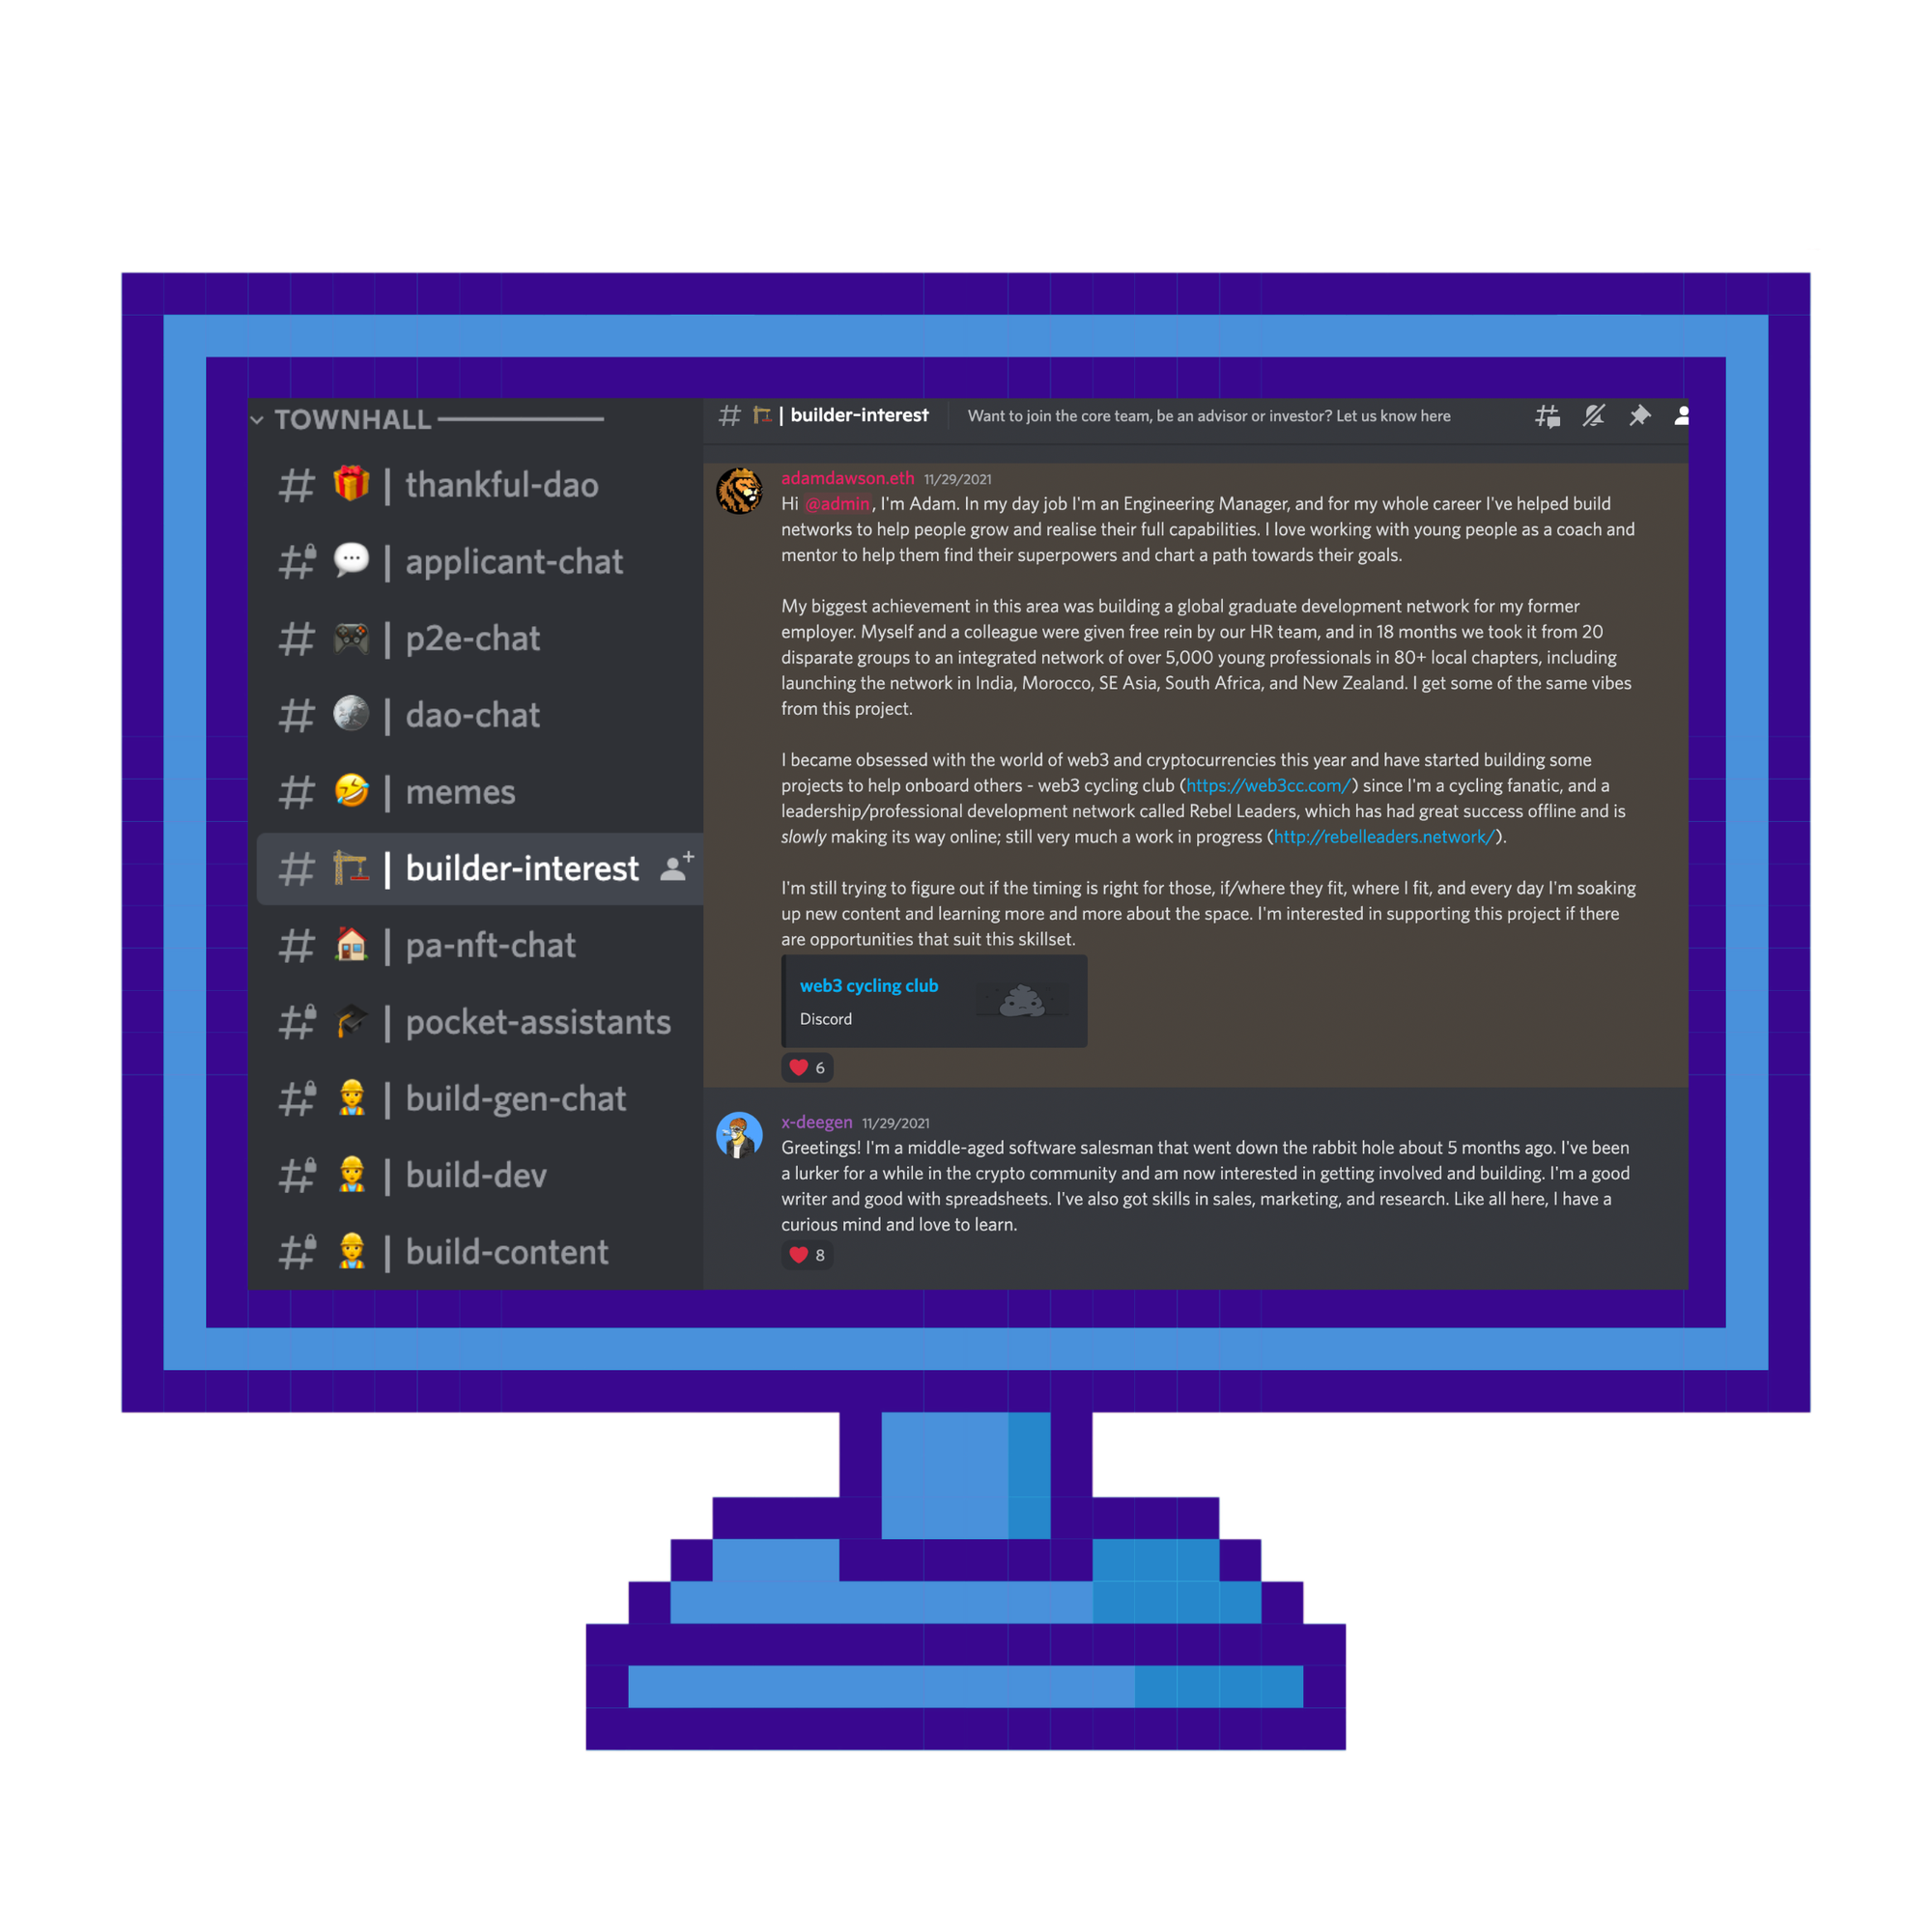 TOWNHALL
# 🎁 | thankful-dao
# 💬 | applicant-chat
# 🎮 | p2e-chat
# 🌕 | dao-chat
# 🤣 | memes
# 🏗️ | builder-interest
# 🏠 | pa-nft-chat
# 🎓 | pocket-assistants
# 👷 | build-gen-chat
# 👷 | build-dev
# 👷 | build-content
# 🏗️ | builder-interest Want to join the core team, be an advisor or investor? Let us know here
adamdawson.eth 11/29/2021
Hi @admin, I'm Adam. In my day job I'm an Engineering Manager, and for my whole career I've helped build
networks to help people grow and realise their full capabilities. I love working with young people as a coach and
mentor to help them find their superpowers and chart a path towards their goals.
My biggest achievement in this area was building a global graduate development network for my former
employer. Myself and a colleague were given free rein by our HR team, and in 18 months we took it from 20
disparate groups to an integrated network of over 5,000 young professionals in 80+ local chapters, including
launching the network in India, Morocco, SE Asia, South Africa, and New Zealand. I get some of the same vibes
from this project.
I became obsessed with the world of web3 and cryptocurrencies this year and have started building some
projects to help onboard others - web3 cycling club (https://web3cc.com/) since I'm a cycling fanatic, and a
leadership/professional development network called Rebel Leaders, which has had great success offline and is
slowly making its way online; still very much a work in progress (http://rebelleaders.network/).
I'm still trying to figure out if the timing is right for those, if/where they fit, where I fit, and every day I'm soaking
up new content and learning more and more about the space. I'm interested in supporting this project if there
are opportunities that suit this skillset.
web3 cycling club
Discord
❤️ 6
x-deegen 11/29/2021
Greetings! I'm a middle-aged software salesman that went down the rabbit hole about 5 months ago. I've been
a lurker for a while in the crypto community and am now interested in getting involved and building. I'm a good
writer and good with spreadsheets. I've also got skills in sales, marketing, and research. Like all here, I have a
curious mind and love to learn.
❤️ 8